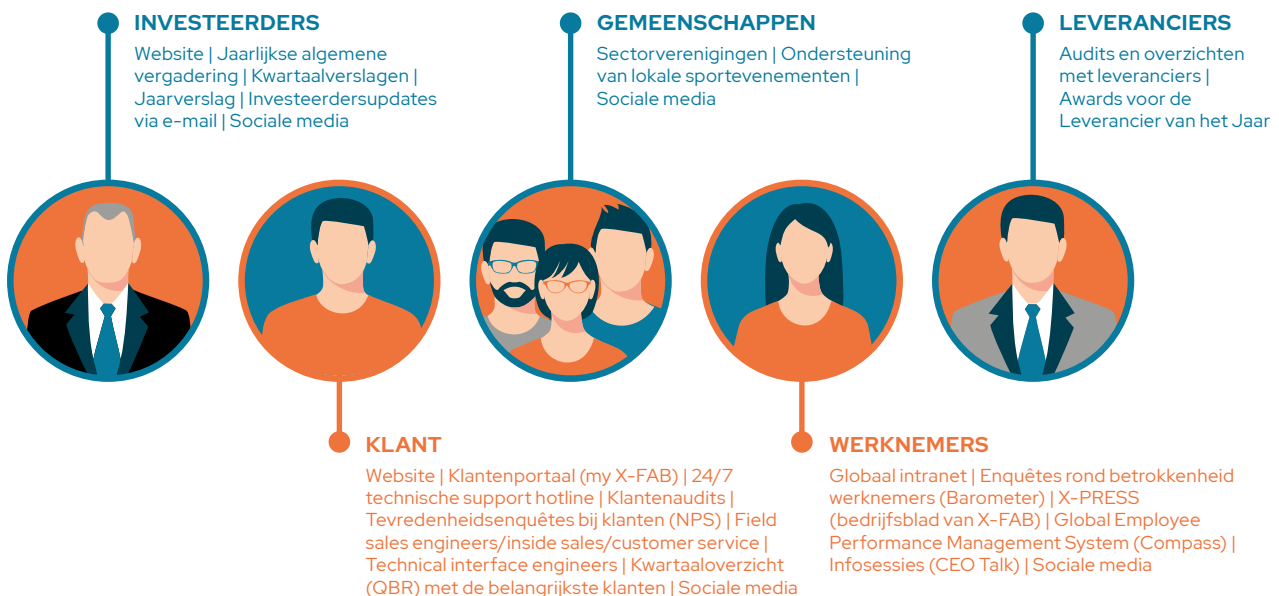 INVESTEERDERS
Website | Jaarlijkse algemene
vergadering | Kwartaalverslagen |
Jaarverslag | Investeerdersupdates
via e-mail | Sociale media
GEMEENSCHAPPEN
Sectorverenigingen | Ondersteuning
van lokale sportevenementen |
Sociale media
LEVERANCIERS
Audits en overzichten
met leveranciers |
Awards voor de
Leverancier van het Jaar
KLANT
Website | Klantenportaal (my X-FAB) | 24/7
technische support hotline | Klantenaudits |
Tevredenheidsenquêtes bij klanten (NPS) | Field
sales engineers/inside sales/customer service |
Technical interface engineers | Kwartaaloverzicht
(QBR) met de belangrijkste klanten | Sociale media
WERKNEMERS
Globaal intranet | Enquêtes rond betrokkenheid
werknemers (Barometer) | X-PRESS
(bedrijfsblad van X-FAB) | Global Employee
Performance Management System (Compass) |
Infosessies (CEO Talk) | Sociale media